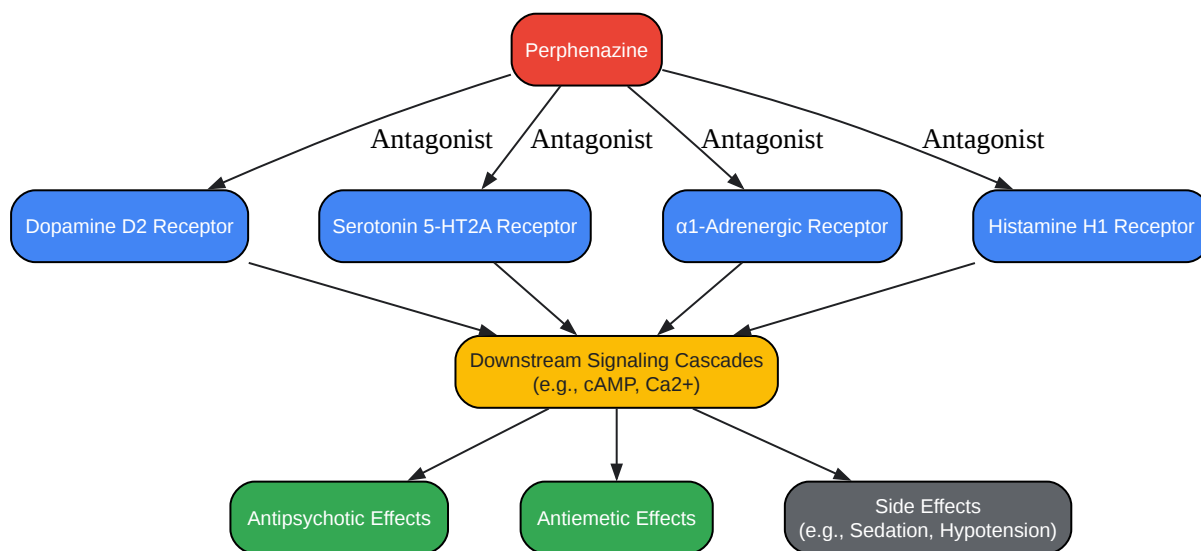 Perphenazine
Antagonist
Antagonist
Antagonist
Antagonist
Dopamine D2 Receptor
Serotonin 5-HT2A Receptor
α1-Adrenergic Receptor
Histamine H1 Receptor
Downstream Signaling Cascades
(e.g., cAMP, Ca2+)
Antipsychotic Effects
Antiemetic Effects
Side Effects
(e.g., Sedation, Hypotension)